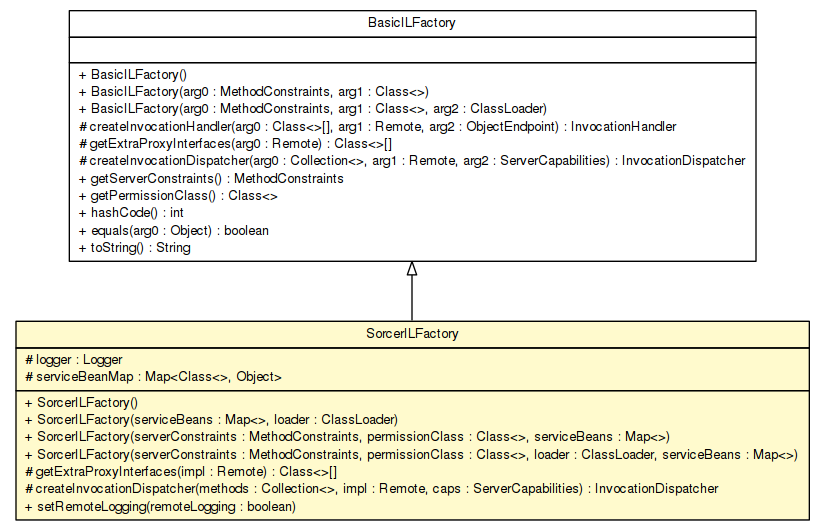 BasicILFactory
+ BasicILFactory()
+ BasicILFactory(arg0 : MethodConstraints, arg1 : Class<>)
+ BasicILFactory(arg0 : MethodConstraints, arg1 : Class<>, arg2 : ClassLoader)
# createInvocationHandler(arg0 : Class<>[], arg1 : Remote, arg2 : ObjectEndpoint) : InvocationHandler
# getExtraProxyInterfaces(arg0 : Remote) : Class<>[]
# createInvocationDispatcher(arg0 : Collection<>, arg1 : Remote, arg2 : ServerCapabilities) : InvocationDispatcher
+ getServerConstraints() : MethodConstraints
+ getPermissionClass() : Class<>
+ hashCode() : int
+ equals(arg0 : Object) : boolean
+ toString() : String
SorcerILFactory
# logger : Logger
# serviceBeanMap : Map<Class<>, Object>
+ SorcerILFactory()
+ SorcerILFactory(serviceBeans : Map<>, loader : ClassLoader)
+ SorcerILFactory(serverConstraints : MethodConstraints, permissionClass : Class<>, serviceBeans : Map<>)
+ SorcerILFactory(serverConstraints : MethodConstraints, permissionClass : Class<>, loader : ClassLoader, serviceBeans : Map<>)
# getExtraProxyInterfaces(impl : Remote) : Class<>[]
# createInvocationDispatcher(methods : Collection<>, impl : Remote, caps : ServerCapabilities) : InvocationDispatcher
+ setRemoteLogging(remoteLogging : boolean)